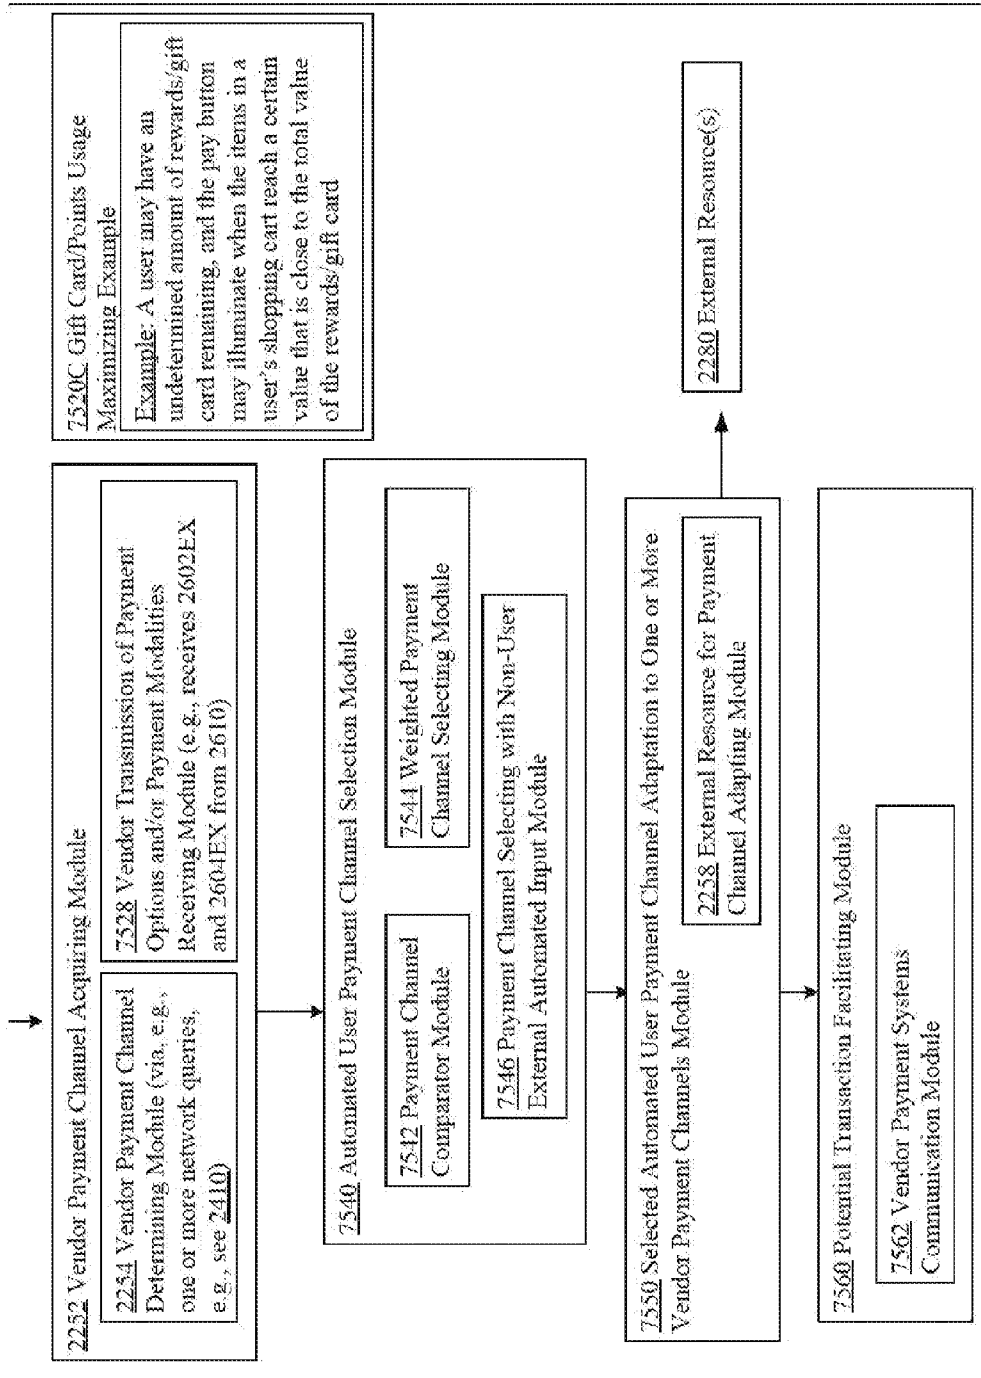 2252 Vendor Payment Channel Acquiring Module
2254 Vendor Payment Channel
Determining Module (via, e.g.,
one or more network queries,
e.g., see 2410)
7528 Vendor Transmission of Payment
Options and/or Payment Modalities
Receiving Module (e.g., receives 2602EX
and 2604EX from 2610)
7520C Gift Card/Points Usage
Maximizing Example
Example: A user may have an
undetermined amount of rewards/gift
card remaining, and the pay button
may illuminate when the items in a
user's shopping cart reach a certain
value that is close to the total value
of the rewards/gift card
7540 Automated User Payment Channel Selection Module
7542 Payment Channel
Comparator Module
7544 Weighted Payment
Channel Selecting Module
7546 Payment Channel Selecting with Non-User
External Automated Input Module
7550 Selected Automated User Payment Channel Adaptation to One or More
Vendor Payment Channels Module
2258 External Resource for Payment
Channel Adapting Module
2280 External Resource(s)
7560 Potential Transaction Facilitating Module
7562 Vendor Payment Systems
Communication Module